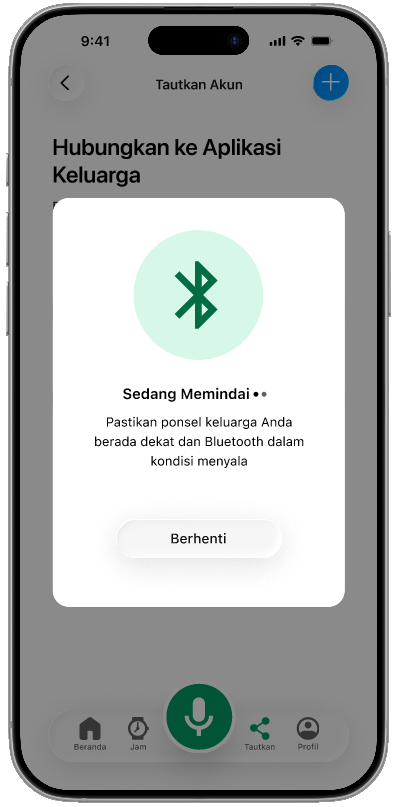 9:41
Tautkan Akun
Hubungkan ke Aplikasi
Keluarga
Sedang Memindai
Pastikan ponsel keluarga Anda
berada dekat dan Bluetooth dalam
kondisi menyala
Berhenti
Beranda
Jam
Tautkan
Profil